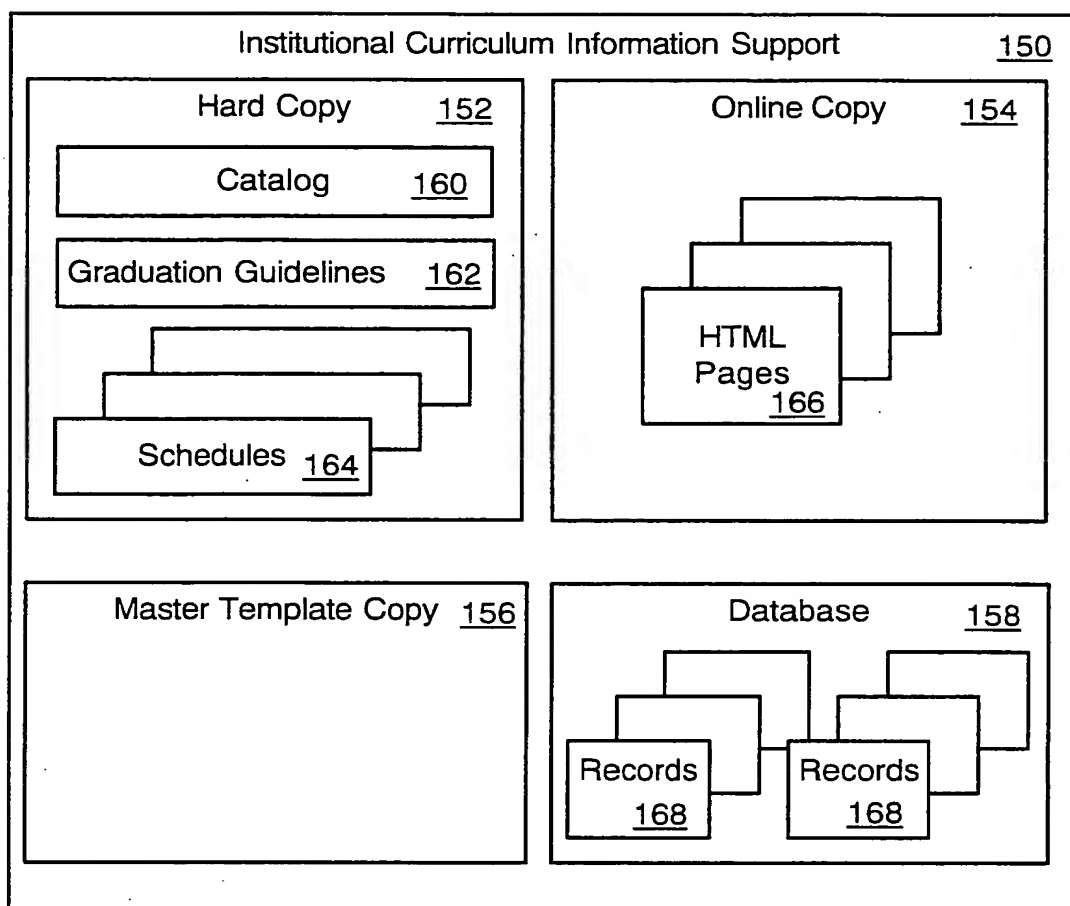 Institutional Curriculum Information Support 150
Hard Copy 152
Catalog 160
Graduation Guidelines 162
Schedules 164
Online Copy 154
HTML
Pages
166
Master Template Copy 156
Database 158
Records
168
Records
168